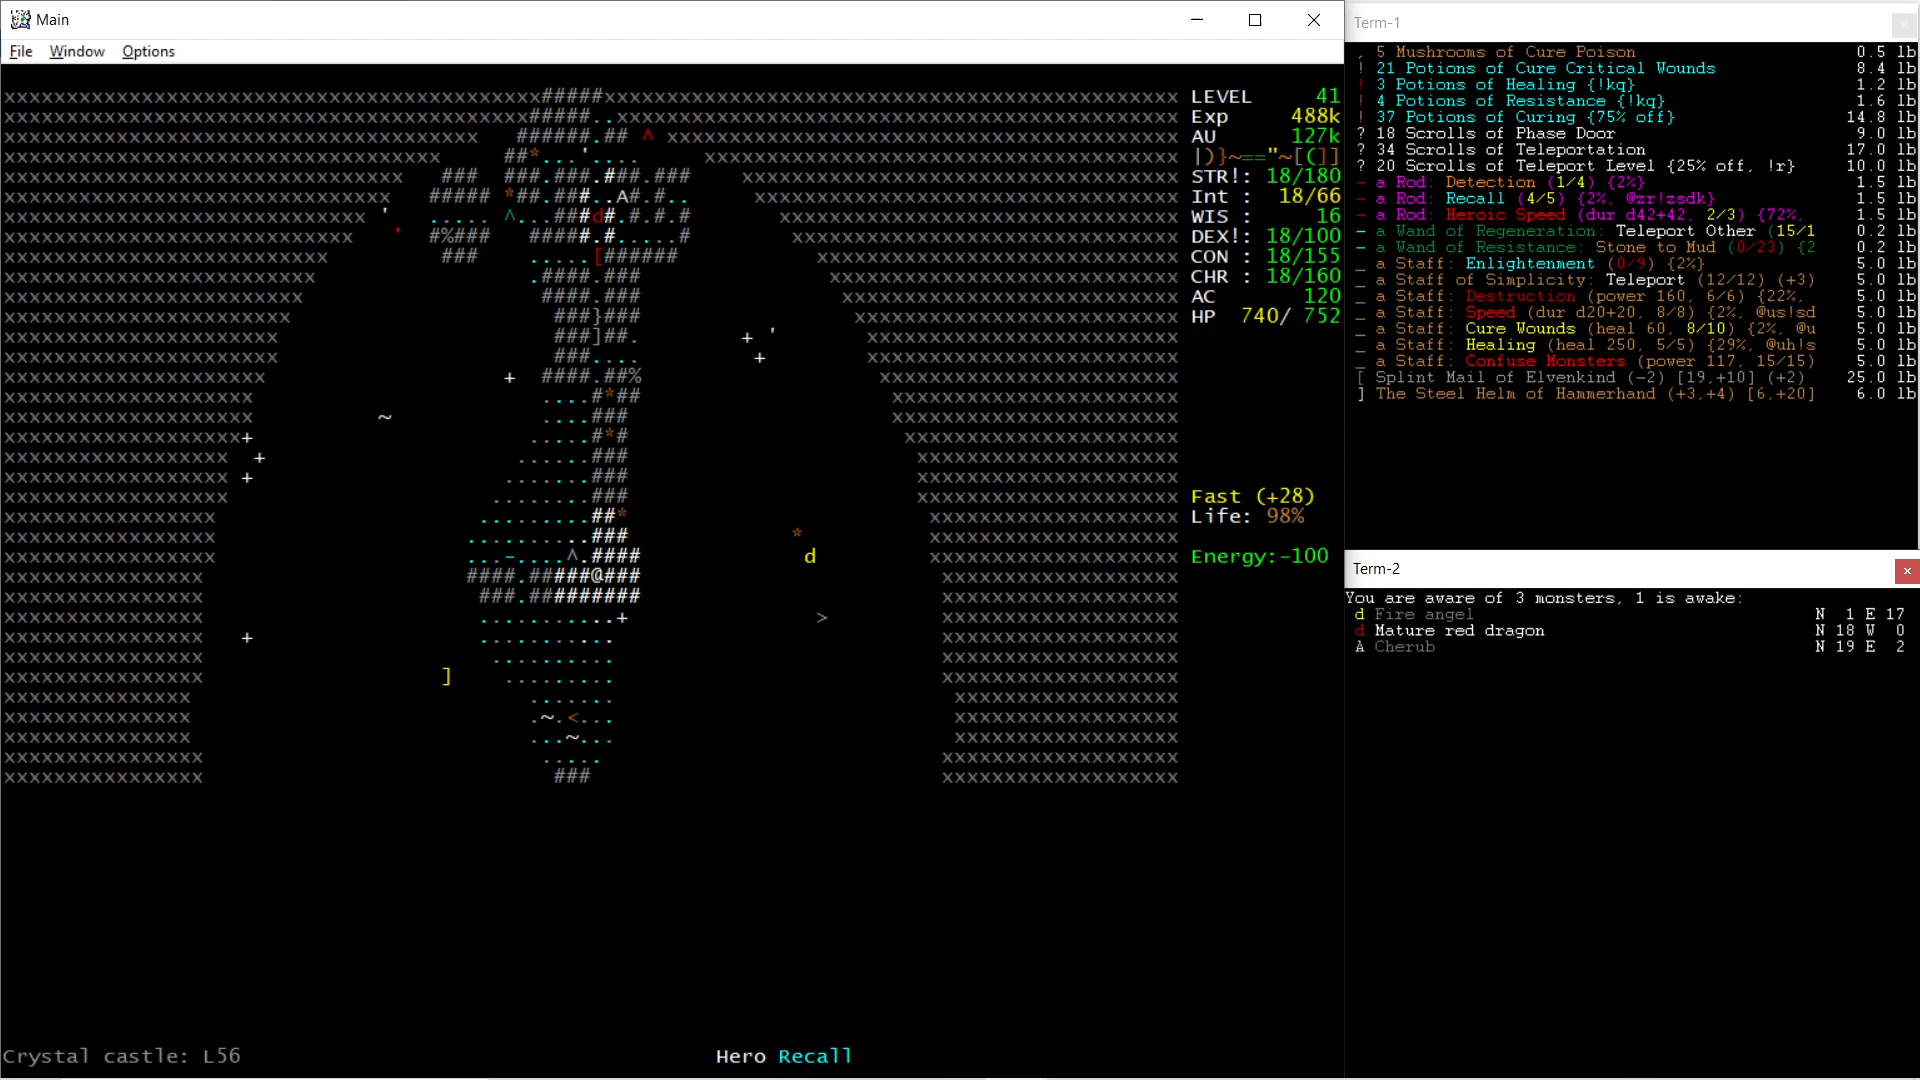 Main
File Window Options
LEVEL 41
Exp 488k
AU 127k
|)}~=="~[(]]
STR!: 18/180
Int : 18/66
WIS : 16
DEX!: 18/100
CON : 18/155
CHR : 18/160
AC 120
HP 740/ 752
Fast (+28)
Life: 98%
Energy:-100
Crystal castle: L56
Hero Recall
Term-1
, 5 Mushrooms of Cure Poison 0.5 lb
! 21 Potions of Cure Critical Wounds 8.4 lb
! 3 Potions of Healing {!kq} 1.2 lb
! 4 Potions of Resistance {!kq} 1.6 lb
! 37 Potions of Curing {75% off} 14.8 lb
? 18 Scrolls of Phase Door 9.0 lb
? 34 Scrolls of Teleportation 17.0 lb
? 20 Scrolls of Teleport Level {25% off, !r} 10.0 lb
- a Rod: Detection (1/4) {2%} 1.5 lb
- a Rod: Recall (4/5) {2%, @zr!zsdk} 1.5 lb
- a Rod: Heroic Speed (dur d42+42, 2/3) {72%, 1.5 lb
- a Wand of Regeneration: Teleport Other (15/1 0.2 lb
- a Wand of Resistance: Stone to Mud (0/23) {2 0.2 lb
_ a Staff: Enlightenment (0/9) {2%} 5.0 lb
_ a Staff of Simplicity: Teleport (12/12) (+3) 5.0 lb
_ a Staff: Destruction (power 160, 6/6) {22%, 5.0 lb
_ a Staff: Speed (dur d20+20, 8/8) {2%, @us!sd 5.0 lb
_ a Staff: Cure Wounds (heal 60, 8/10) {2%, @u 5.0 lb
_ a Staff: Healing (heal 250, 5/5) {29%, @uh!s 5.0 lb
_ a Staff: Confuse Monsters (power 117, 15/15) 5.0 lb
[ Splint Mail of Elvenkind (-2) [19,+10] (+2) 25.0 lb
] The Steel Helm of Hammerhand (+3,+4) [6,+20] 6.0 lb
Term-2
You are aware of 3 monsters, 1 is awake:
d Fire angel N 1 E 17
d Mature red dragon N 18 W 0
A Cherub N 19 E 2